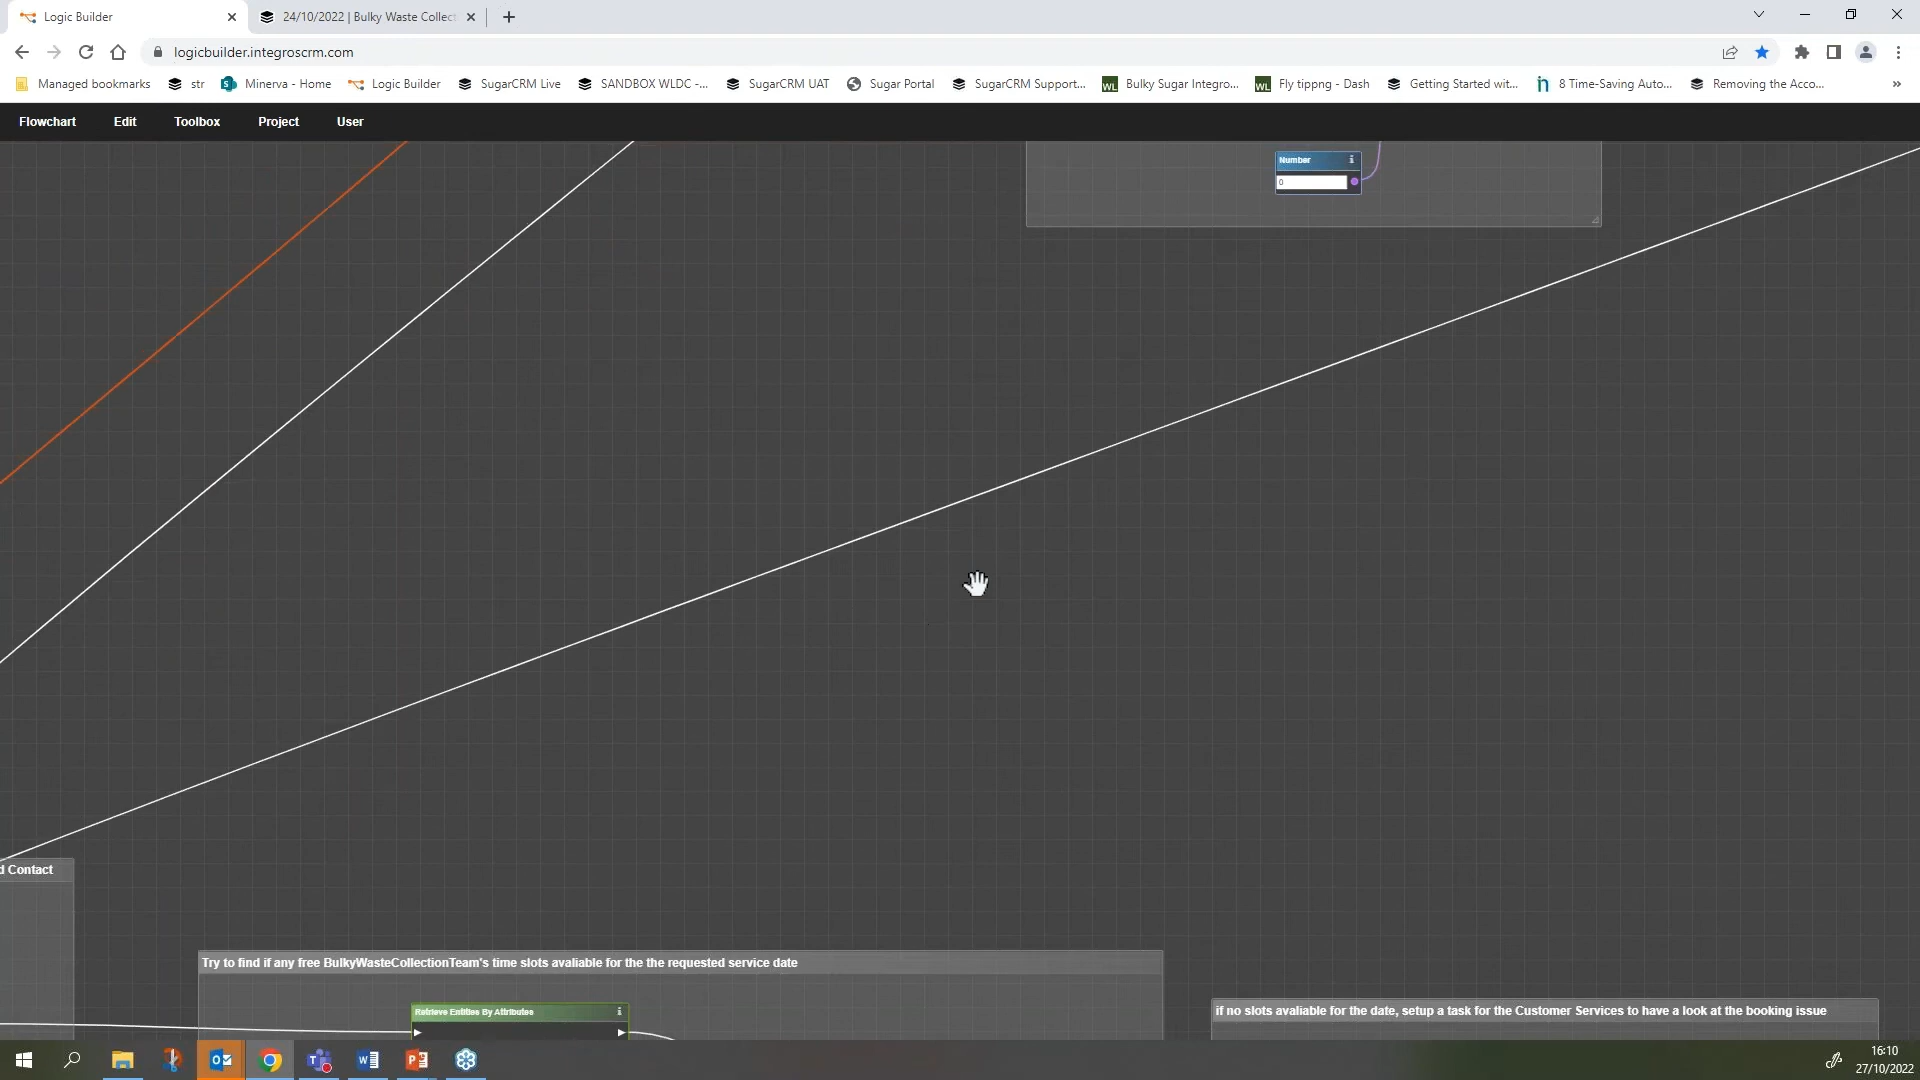 Logic Builder
24/10/2022 | Bulky Waste Collect
logicbuilder.integroscrm.com
Managed bookmarks
str
Minerva - Home
Logic Builder
SugarCRM Live
SANDBOX WLDC -...
SugarCRM UAT
Sugar Portal
SugarCRM Support...
Bulky Sugar Integro...
Fly tippng - Dash
Getting Started wit...
8 Time-Saving Auto...
Removing the Acco...
Flowchart
Edit
Toolbox
Project
User
Number
0
d Contact
Try to find if any free BulkyWasteCollectionTeam's time slots avaliable for the the requested service date
Retrieve Entities By Attributes
if no slots avaliable for the date, setup a task for the Customer Services to have a look at the booking issue
16:10
27/10/2022